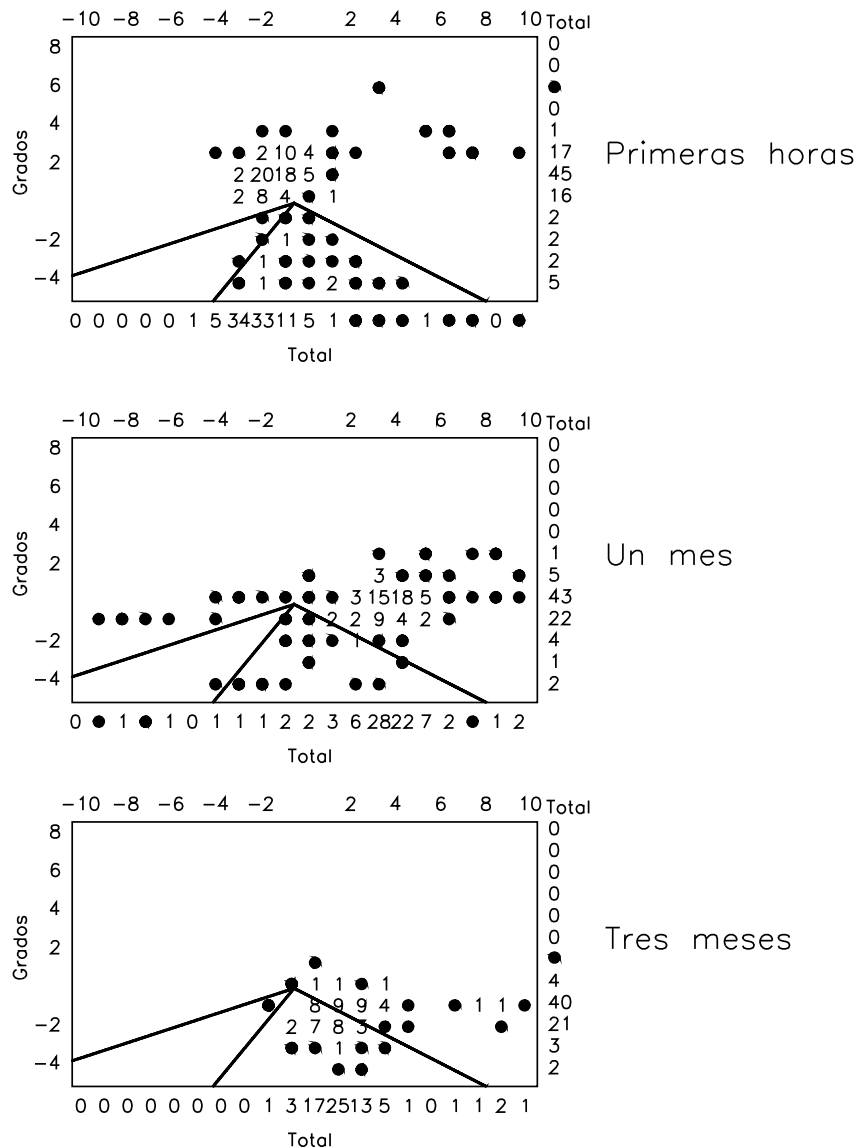 −10 −8 −6 −4 −2 2 4 6 8 10 Total
8 0
0
6
0
4 1
2 10 4 17 Primeras horas
2
Grados
2 20 18 5 45
2 8 4 1 16
2
−2 1 2
1 2
−4 1 2 5
0 0 0 0 0 1 5 34 33 11 5 1 1 0
Total
−10 −8 −6 −4 −2 2 4 6 8 10 Total
8 0
0
6 0
0
4 0
1 Un mes
2
Grados
3 5
3 15 18 5 43
2 2 9 4 2 22
−2 1 4
1
−4 2
0 1 1 0 1 1 1 2 2 3 6 28 22 7 2 1 2
Total
−10 −8 −6 −4 −2 2 4 6 8 10 Total
8 0
0
6 0
0
4 0
0 Tres meses
2
Grados
1 1 1 4
8 9 9 4 1 1 40
−2 2 7 8 3 21
1 3
−4 2
0 0 0 0 0 0 0 0 1 3 17 25 13 5 1 0 1 1 2 1
Total